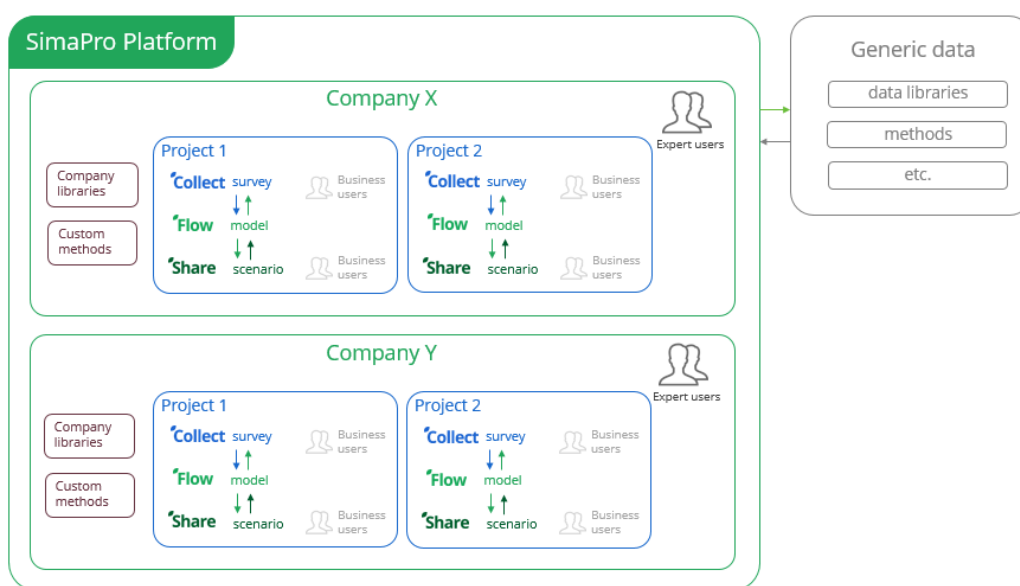 SimaPro Platform
Generic data
data libraries
methods
etc.
Company X
Expert users
Company
libraries
Custom
methods
Project 1
Collect survey
Business
users
Flow model
Share scenario
Business
users
Project 2
Collect survey
Business
users
Flow model
Share scenario
Business
users
Company Y
Expert users
Company
libraries
Custom
methods
Project 1
Collect survey
Business
users
Flow model
Share scenario
Business
users
Project 2
Collect survey
Business
users
Flow model
Share scenario
Business
users